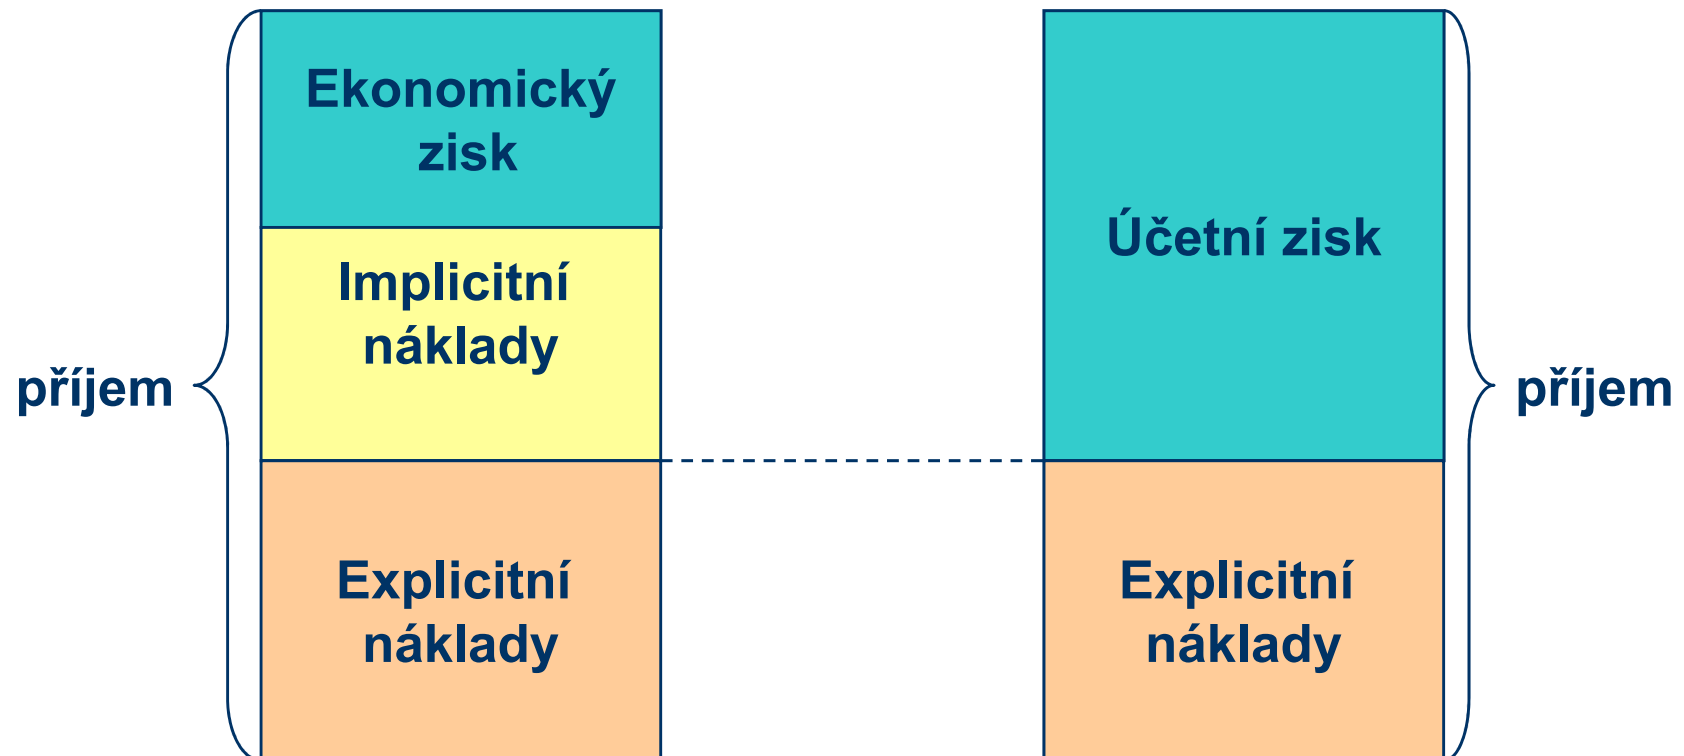 Ekonomický
zisk
Implicitní
náklady
Explicitní
náklady
příjem
Účetní zisk
Explicitní
náklady
příjem